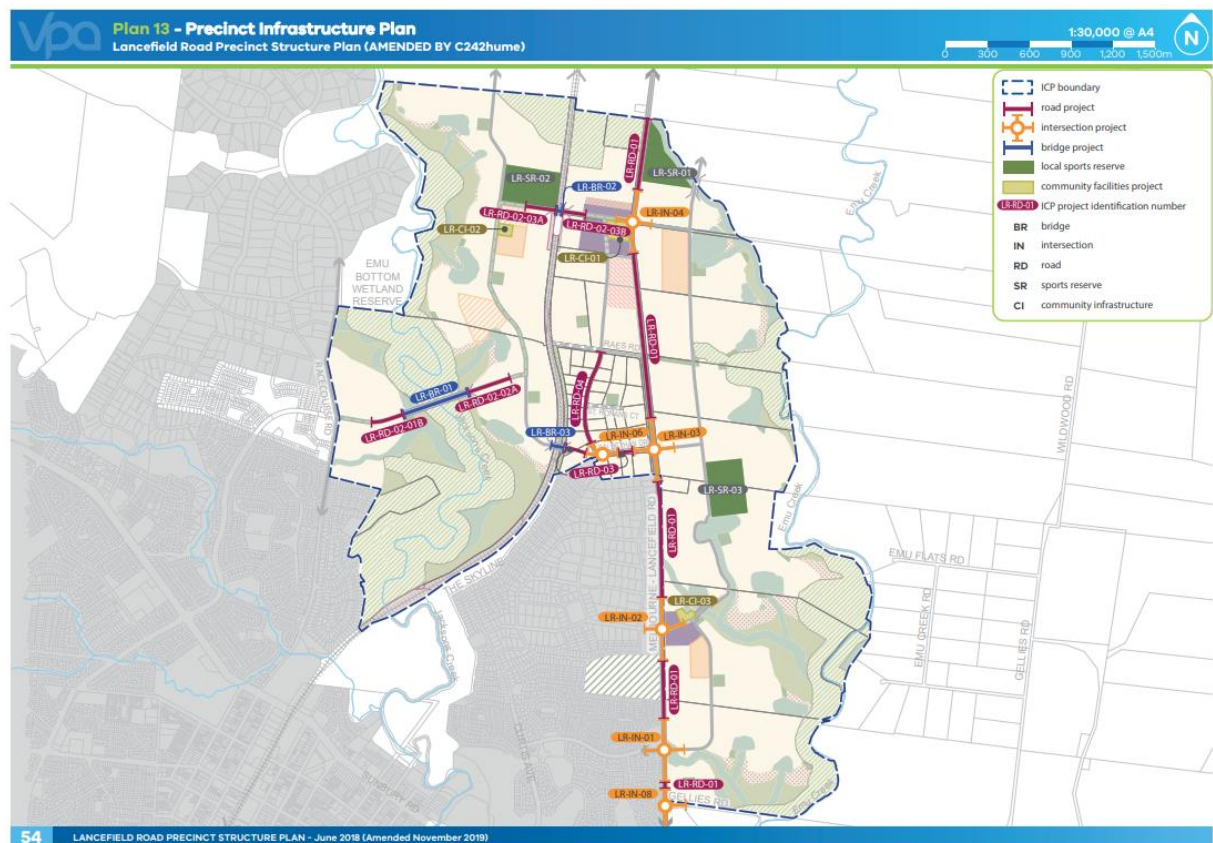 vpa
Plan 13 - Precinct Infrastructure Plan
Lancefield Road Precinct Structure Plan (AMENDED BY C242hume)
1:30,000 @ A4
0 300 600 900 1,200 1,500m
N
ICP boundary
road project
intersection project
bridge project
local sports reserve
community facilities project
LR-RD-01 ICP project identification number
BR bridge
IN intersection
RD road
SR sports reserve
CI community infrastructure
LR-RD-01
LR-SR-02
LR-SR-01
LR-BR-02
Emu Creek
LR-RD-02-03A
LR-IN-04
LR-CI-02
LR-RD-02-03B
LR-CI-01
EMU
BOTTOM
WETLAND
RESERVE
LR-RD-01
RAES RD
RACECOURSE RD
LR-BR-01
LR-RD-02-02A
LR-RD-04
WILDWOOD RD
LR-RD-02-01B
LR-BR-03
LR-IN-06
LR-IN-03
LR-RD-03
LR-SR-03
Emu Creek
MELBOURNE - LANCEFIELD RD
LR-RD-01
EMU FLATS RD
THE SKYLINE
EMU CREEK RD
GELLIES RD
LR-CI-03
LR-IN-02
Jacksons Creek
LR-RD-01
LR-IN-01
LR-RD-01
LR-IN-08
GELLIES RD
Emu Creek
54 LANCEFIELD ROAD PRECINCT STRUCTURE PLAN - June 2018 (Amended November 2019)